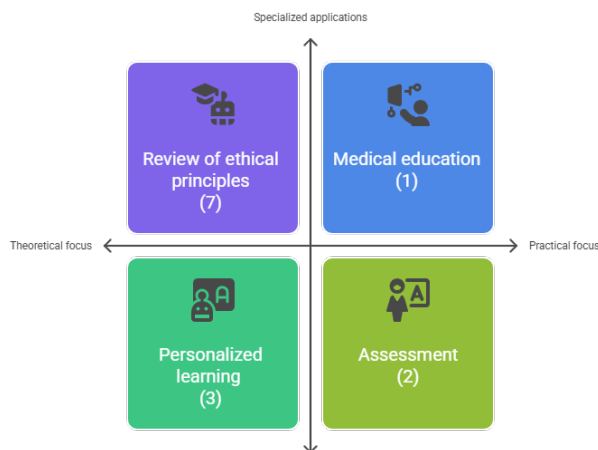 Specialized applications
Review of ethical
principles
(7)
Medical education
(1)
Theoretical focus
Practical focus
Personalized
learning
(3)
Assessment
(2)
A
A